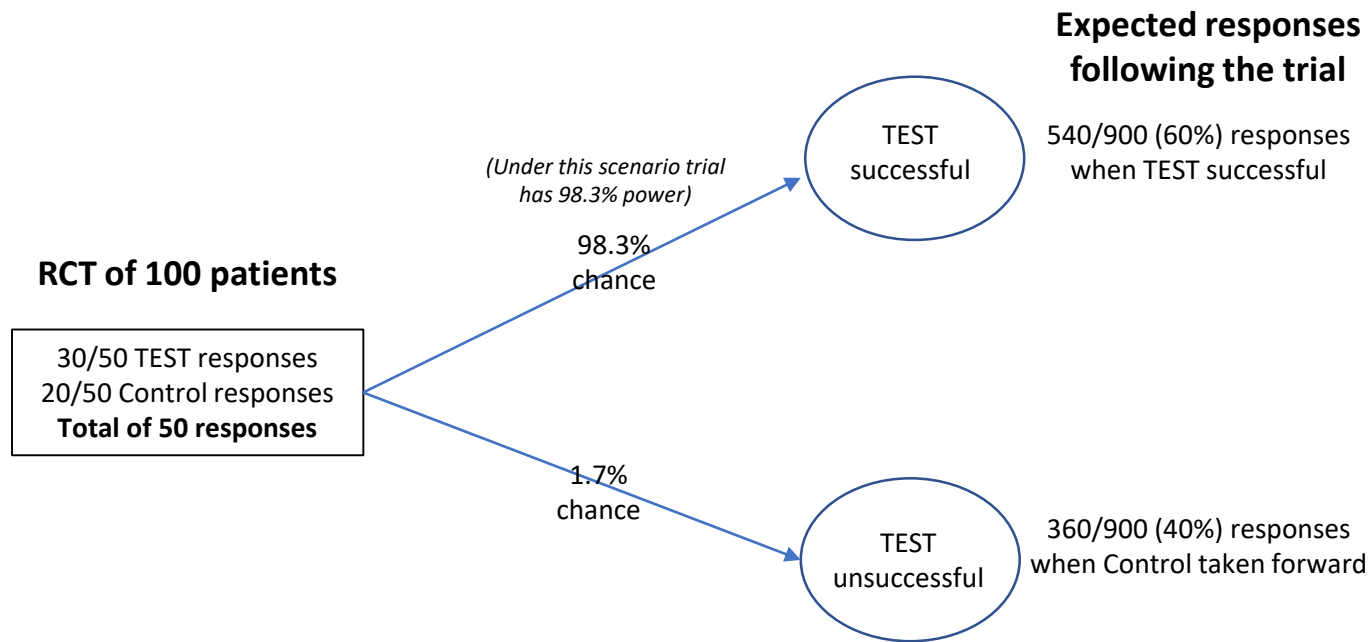 Expected responses
following the trial
TEST
successful
540/900 (60%) responses
when TEST successful
(Under this scenario trial
has 98.3% power)
98.3%
chance
RCT of 100 patients
30/50 TEST responses
20/50 Control responses
Total of 50 responses
1.7%
chance
TEST
unsuccessful
360/900 (40%) responses
when Control taken forward